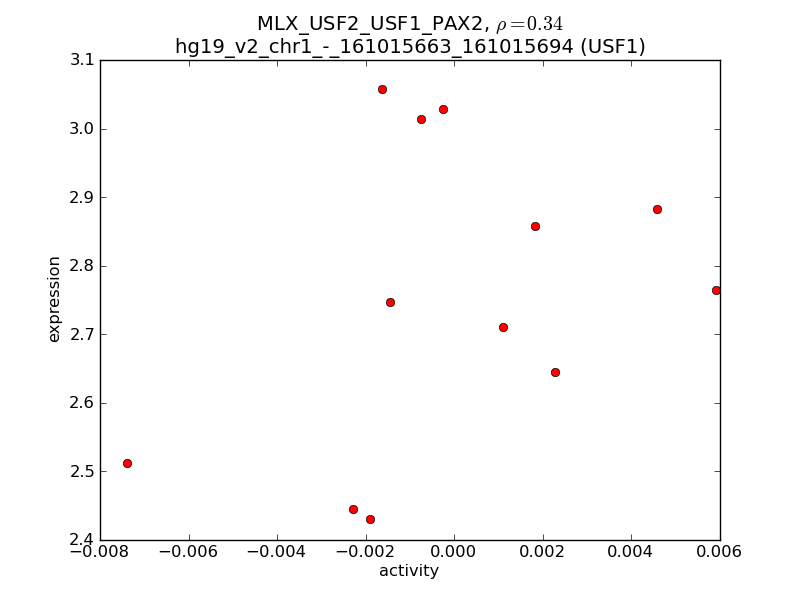 MLX_USF2_USF1_PAX2, ρ=0.34
hg19_v2_chr1_-_161015663_161015694 (USF1)
3.1
3.0
2.9
2.8
2.7
2.6
2.5
2.4
expression
−0.008 −0.006 −0.004 −0.002 0.000 0.002 0.004 0.006
activity